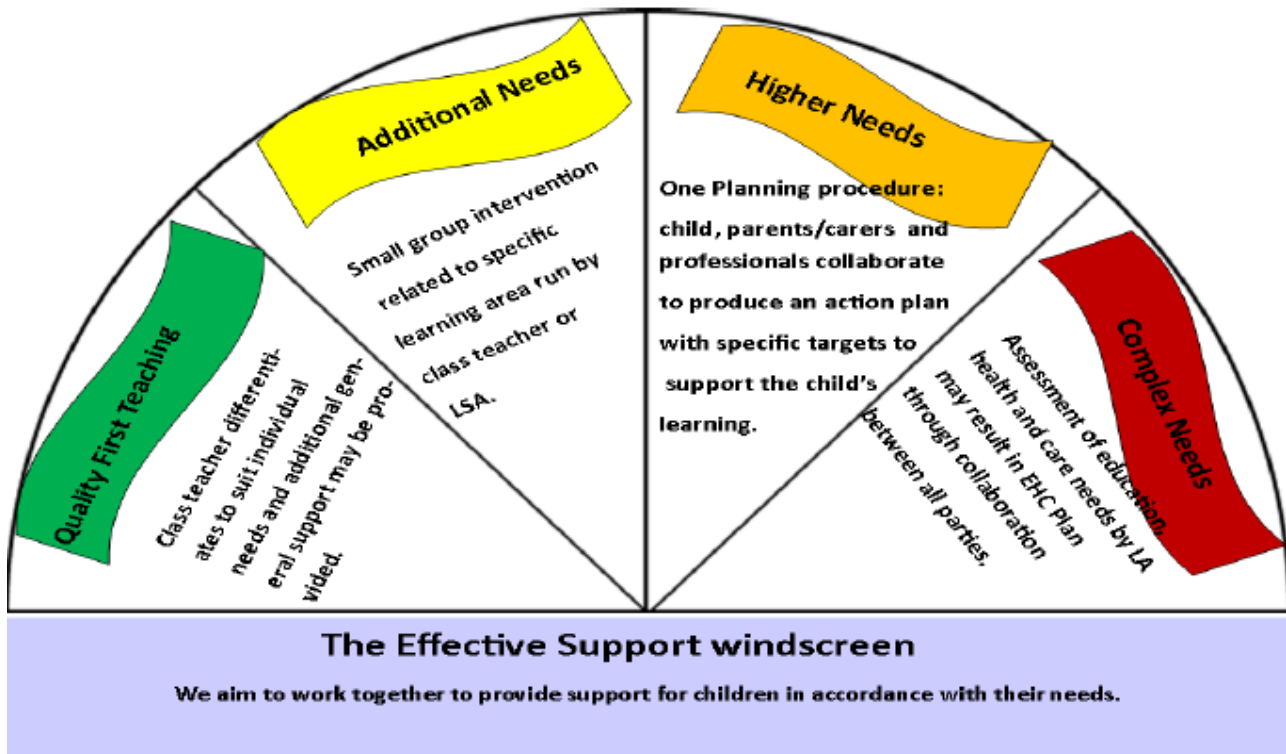 Quality First Teaching
Class teacher differenti-
ates to suit individual
needs and additional gen-
eral support may be pro-
vided.
Additional Needs
Small group intervention
related to specific
learning area run by
class teacher or
LSA.
Higher Needs
One Planning procedure:
child, parents/carers and
professionals collaborate
to produce an action plan
with specific targets to
support the child's
learning.
Complex Needs
Assessment of education,
health and care needs by LA
may result in EHC Plan
through collaboration
between all parties,
The Effective Support windscreen
We aim to work together to provide support for children in accordance with their needs.